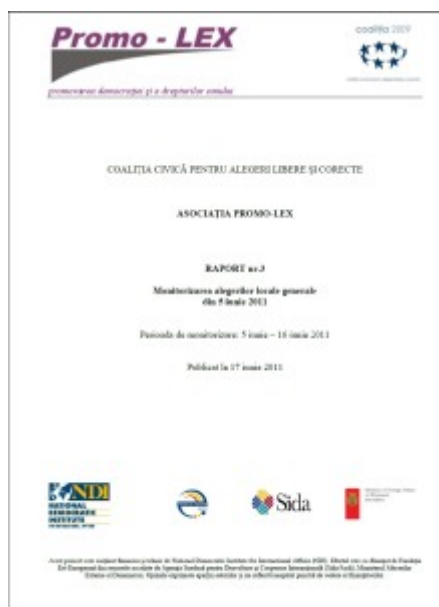 Promo - LEX
promovarea democrației și a drepturilor omului
coaliția 2009
COALIȚIA CIVICĂ PENTRU ALEGERI LIBERE ȘI CORECTE
ASOCIAȚIA PROMO-LEX
RAPORT nr.3
Monitorizarea alegerilor locale generale
din 5 iunie 2011
Perioada de monitorizare: 5 iunie – 16 iunie 2011
Publicat în 17 iunie 2011
NDI
NATIONAL
DEMOCRATIC
INSTITUTE
Sida